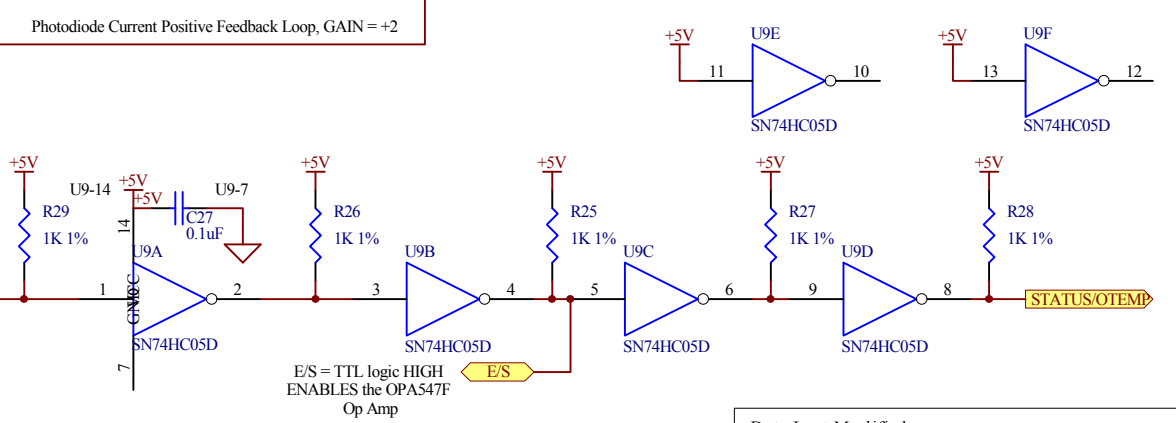 Photodiode Current Positive Feedback Loop, GAIN = +2
+5V
U9E
11
10
SN74HC05D
+5V
U9F
13
12
SN74HC05D
+5V
R29
1K 1%
U9-14
+5V
+5V
U9-7
C27
0.1uF
14
U9A
1
2
VCC
GND
SN74HC05D
7
+5V
R26
1K 1%
U9B
3
4
SN74HC05D
+5V
R25
1K 1%
U9C
5
6
SN74HC05D
+5V
R27
1K 1%
U9D
9
8
SN74HC05D
+5V
R28
1K 1%
STATUS/OTEMP
E/S = TTL logic HIGH
ENABLES the OPA547F
Op Amp
E/S